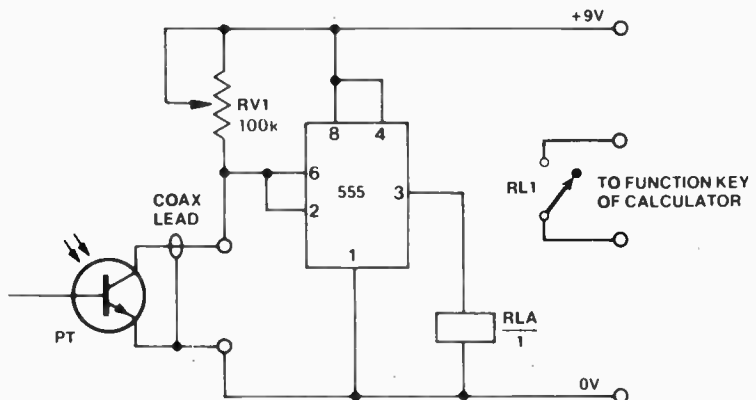 +9V
RV1
100k
8
4
6
555
3
2
1
COAX
LEAD
RL1
TO FUNCTION KEY
OF CALCULATOR
PT
RLA
1
0V